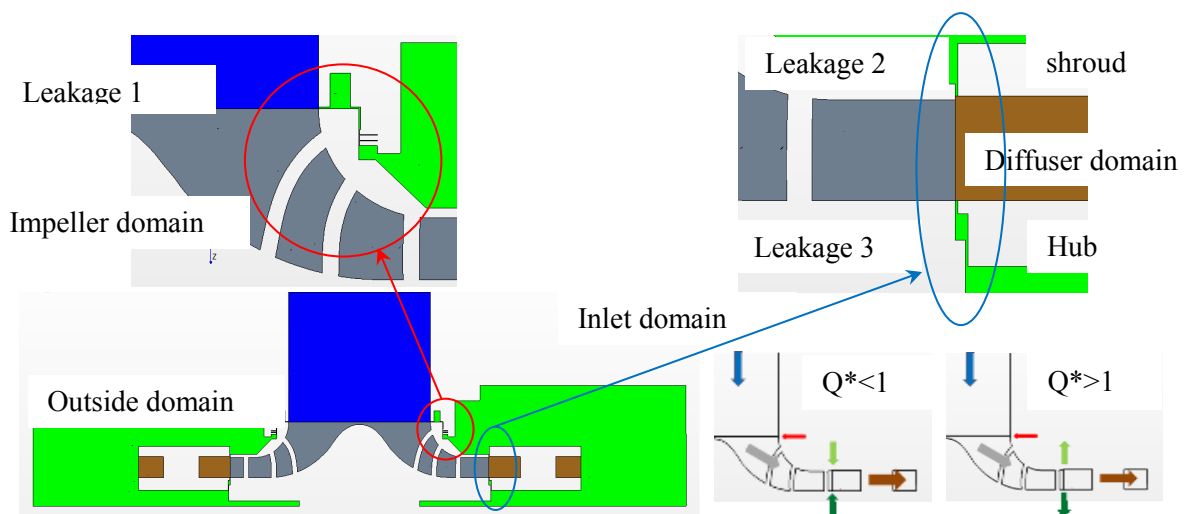 Leakage 1
Impeller domain
z
Leakage 2
shroud
Diffuser domain
Leakage 3
Hub
Inlet domain
Outside domain
Q*<1
Q*>1